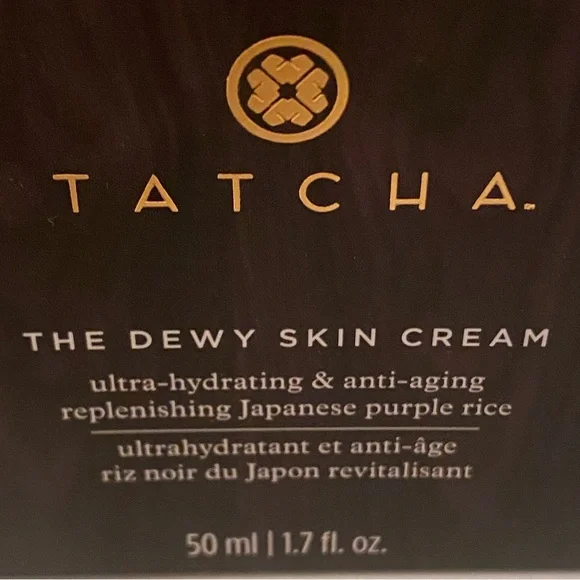 TATCHA™
THE DEWY SKIN CREAM
ultra-hydrating & anti-aging
replenishing Japanese purple rice
ultrahydratant et anti-âge
riz noir du Japon revitalisant
50 ml | 1.7 fl. oz.